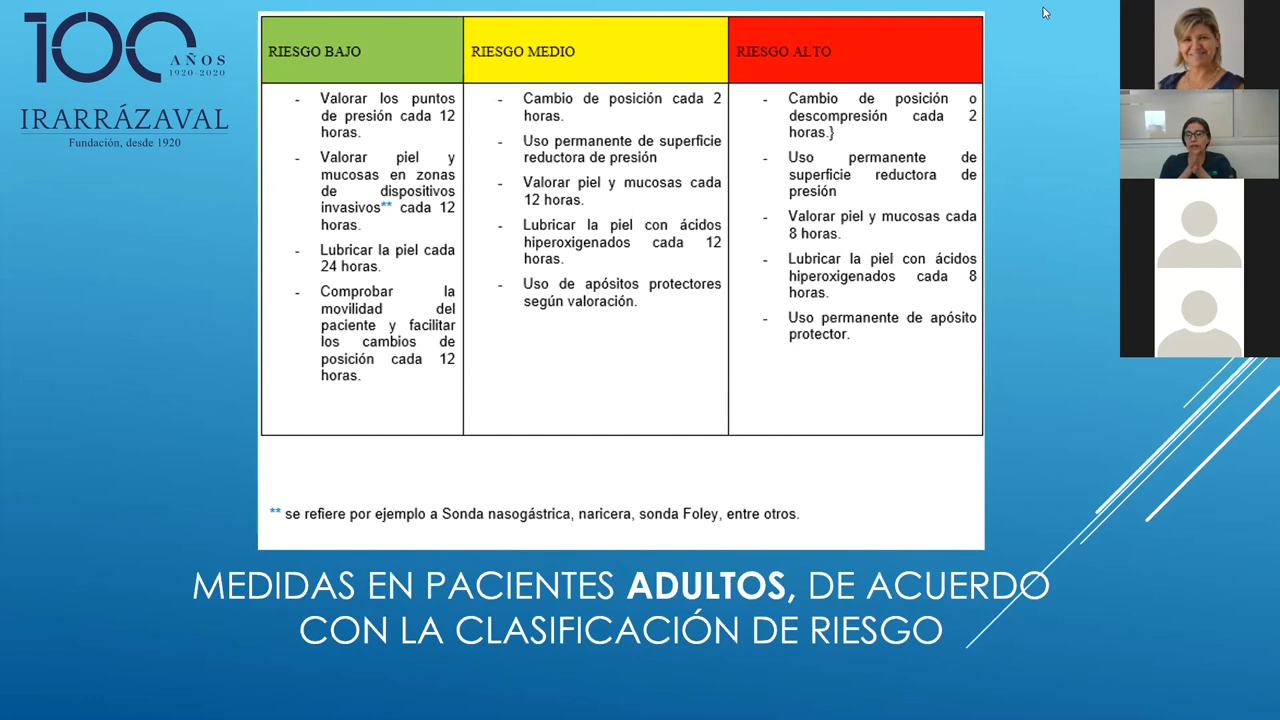 100
AÑOS
1920-2020
IRARRÁZAVAL
Fundación, desde 1920
RIESGO BAJO
- Valorar los puntos
de presión cada 12
horas.
- Valorar piel y
mucosas en zonas
de dispositivos
invasivos** cada 12
horas.
- Lubricar la piel cada
24 horas.
- Comprobar la
movilidad del
paciente y facilitar
los cambios de
posición cada 12
horas.
RIESGO MEDIO
- Cambio de posición cada 2
horas.
- Uso permanente de superficie
reductora de presión
- Valorar piel y mucosas cada
12 horas.
- Lubricar la piel con ácidos
hiperoxigenados cada 12
horas.
- Uso de apósitos protectores
según valoración.
RIESGO ALTO
- Cambio de posición o
descompresión cada 2
horas.}
- Uso permanente de
superficie reductora de
presión
- Valorar piel y mucosas cada
8 horas.
- Lubricar la piel con ácidos
hiperoxigenados cada 8
horas.
- Uso permanente de apósito
protector.
** se refiere por ejemplo a Sonda nasogástrica, naricera, sonda Foley, entre otros.
MEDIDAS EN PACIENTES ADULTOS, DE ACUERDO
CON LA CLASIFICACIÓN DE RIESGO